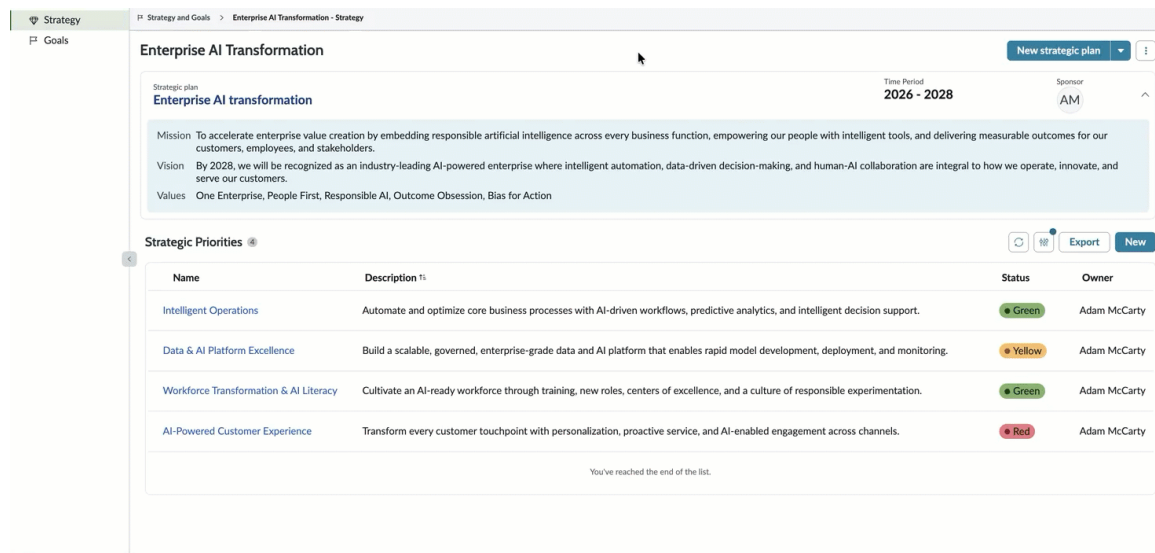 Strategy
Goals
Strategy and Goals > Enterprise AI Transformation - Strategy
Enterprise AI Transformation
New strategic plan
Strategic plan
Enterprise AI transformation
Time Period
2026 - 2028
Sponsor
AM
Mission To accelerate enterprise value creation by embedding responsible artificial intelligence across every business function, empowering our people with intelligent tools, and delivering measurable outcomes for our
customers, employees, and stakeholders.
Vision By 2028, we will be recognized as an industry-leading AI-powered enterprise where intelligent automation, data-driven decision-making, and human-AI collaboration are integral to how we operate, innovate, and
serve our customers.
Values One Enterprise, People First, Responsible AI, Outcome Obsession, Bias for Action
Strategic Priorities 4
Export
New
Name Description Status Owner
Intelligent Operations Automate and optimize core business processes with AI-driven workflows, predictive analytics, and intelligent decision support. Green Adam McCarty
Data & AI Platform Excellence Build a scalable, governed, enterprise-grade data and AI platform that enables rapid model development, deployment, and monitoring. Yellow Adam McCarty
Workforce Transformation & AI Literacy Cultivate an AI-ready workforce through training, new roles, centers of excellence, and a culture of responsible experimentation. Green Adam McCarty
AI-Powered Customer Experience Transform every customer touchpoint with personalization, proactive service, and AI-enabled engagement across channels. Red Adam McCarty
You've reached the end of the list.